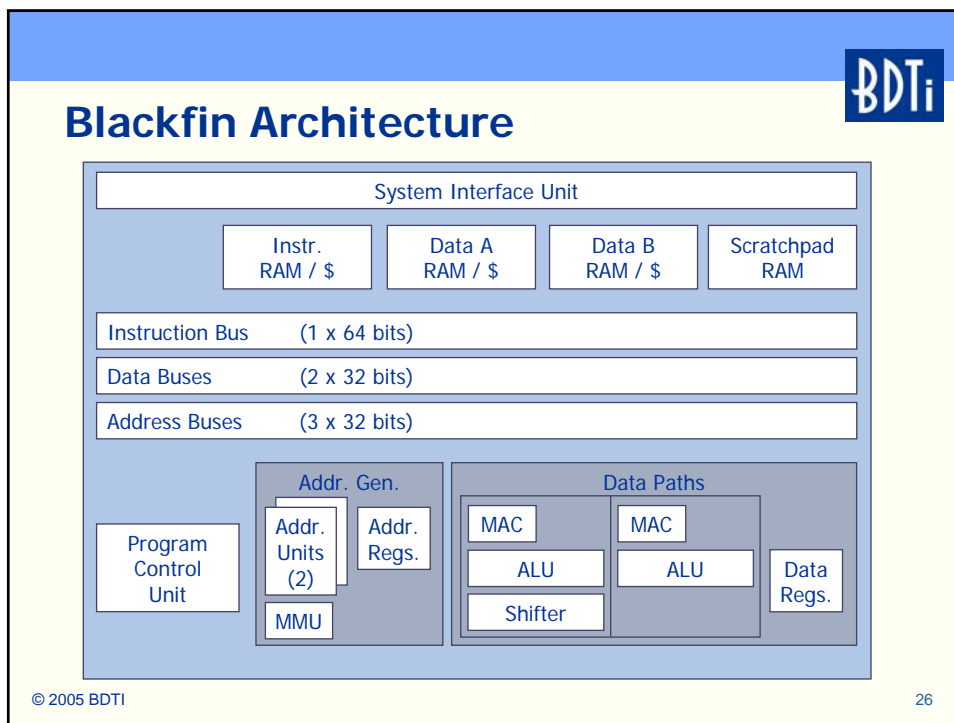 BDTi
Blackfin Architecture
System Interface Unit
Instr.
RAM / $
Data A
RAM / $
Data B
RAM / $
Scratchpad
RAM
Instruction Bus (1 x 64 bits)
Data Buses (2 x 32 bits)
Address Buses (3 x 32 bits)
Program
Control
Unit
Addr. Gen.
Addr.
Units
(2)
Addr.
Regs.
MMU
Data Paths
MAC
ALU
Shifter
MAC
ALU
Data
Regs.
© 2005 BDTI
26